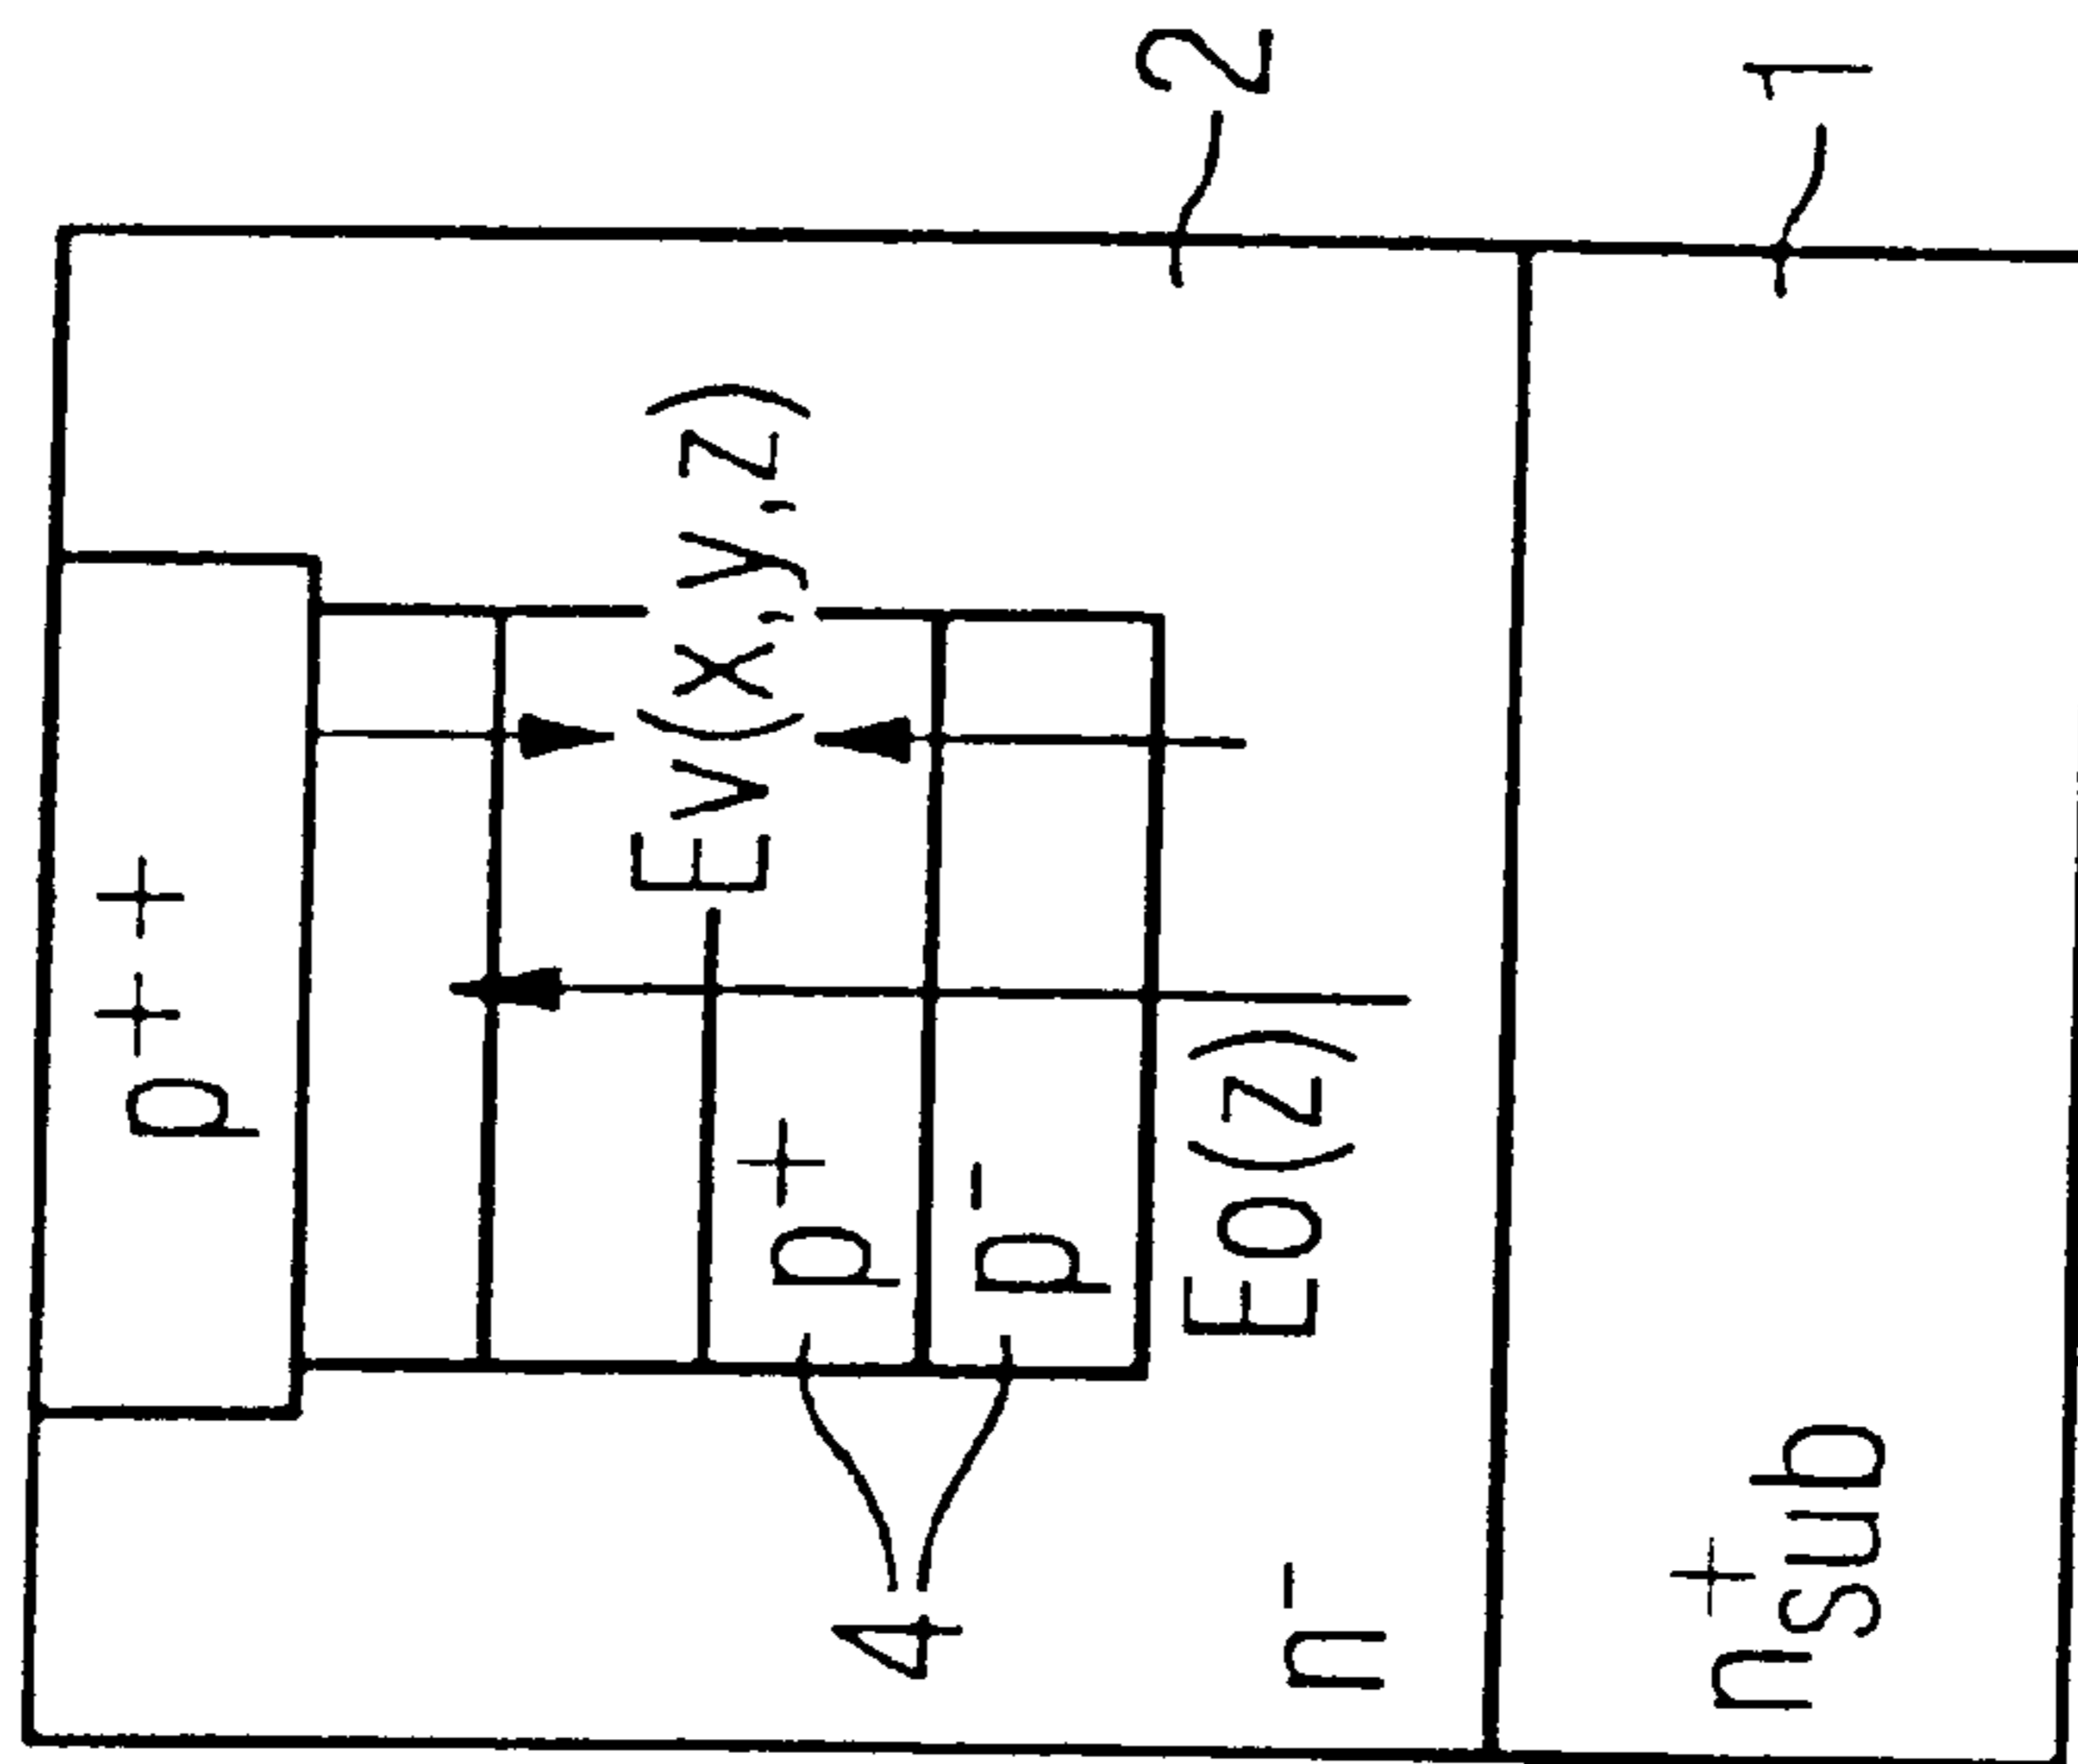 p++
Ev(x,y,z)
p+
4
p-
2
Eo(z)
n-
n+sub
1